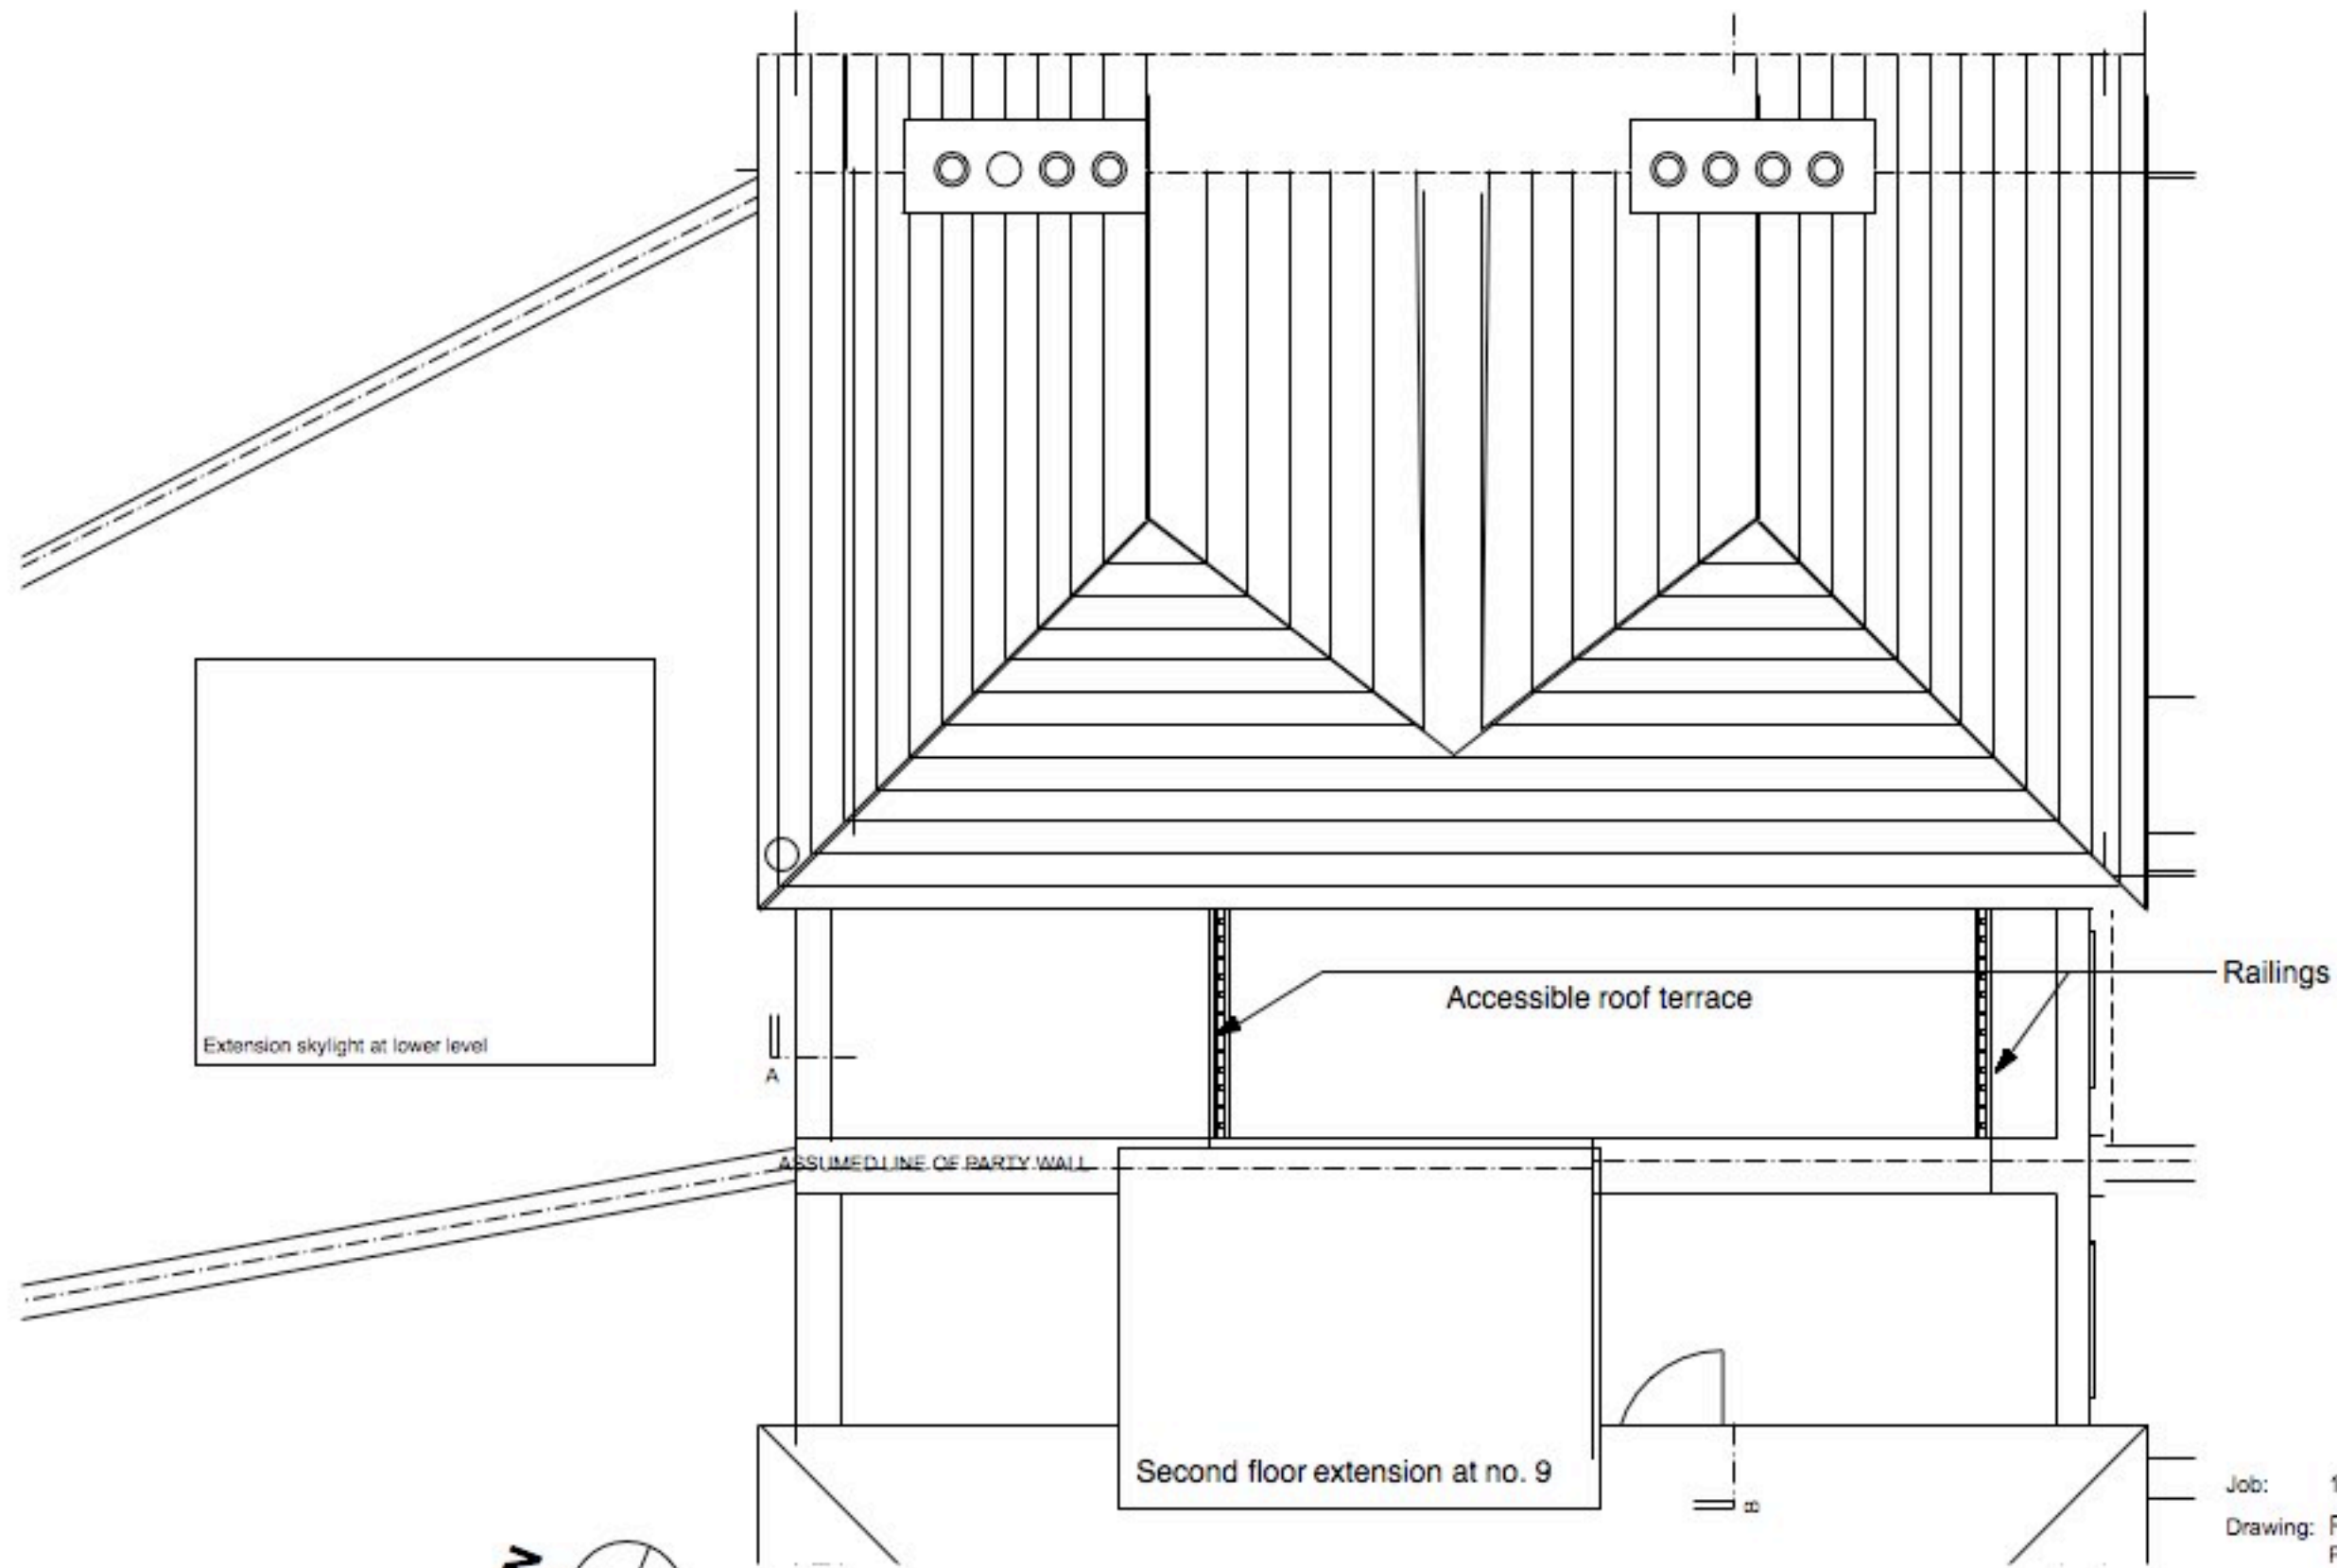 Railings
Accessible roof terrace
Extension skylight at lower level
A
ASSUMED LINE OF PARTY WALL
Second floor extension at no. 9
B
Job: 1
Drawing:
N